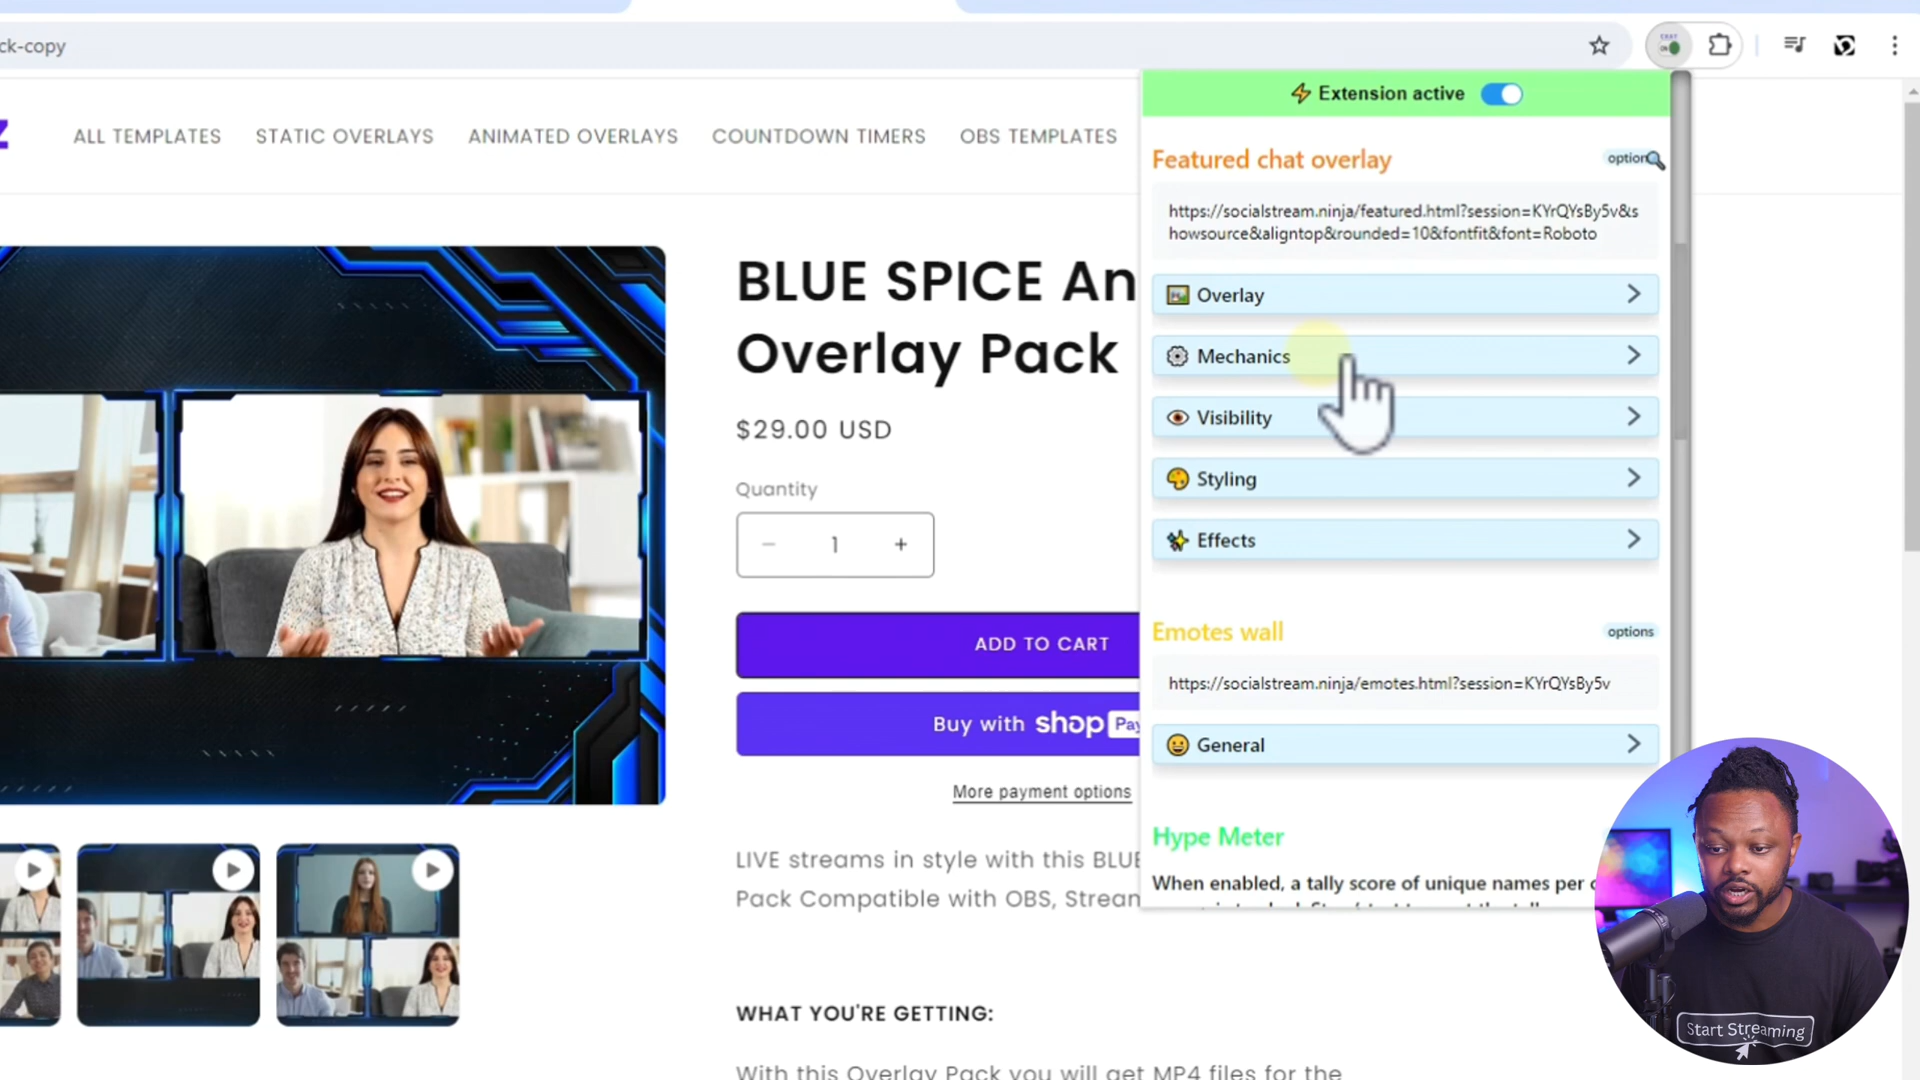 ck-copy
CHAT
ON
Z
ALL TEMPLATES
STATIC OVERLAYS
ANIMATED OVERLAYS
COUNTDOWN TIMERS
OBS TEMPLATES
BLUE SPICE An
Overlay Pack
$29.00 USD
Quantity
1
ADD TO CART
Buy with shop Pay
More payment options
LIVE streams in style with this BLUE
Pack Compatible with OBS, Stream
WHAT YOU'RE GETTING:
With this Overlay Pack you will get MP4 files for the
Extension active
Featured chat overlay
option
https://socialstream.ninja/featured.html?session=KYrQYsBy5v&s
howsource&aligntop&rounded=10&fontfit&font=Roboto
Overlay
Mechanics
Visibility
Styling
Effects
Emotes wall
options
https://socialstream.ninja/emotes.html?session=KYrQYsBy5v
General
Hype Meter
When enabled, a tally score of unique names per c
Start Streaming